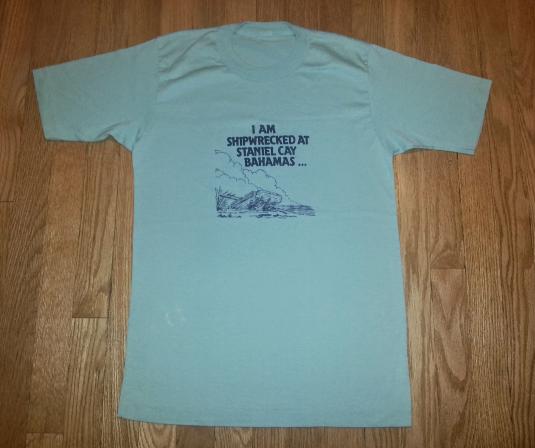 I AM
SHIPWRECKED AT
STANIEL CAY
BAHAMAS ...